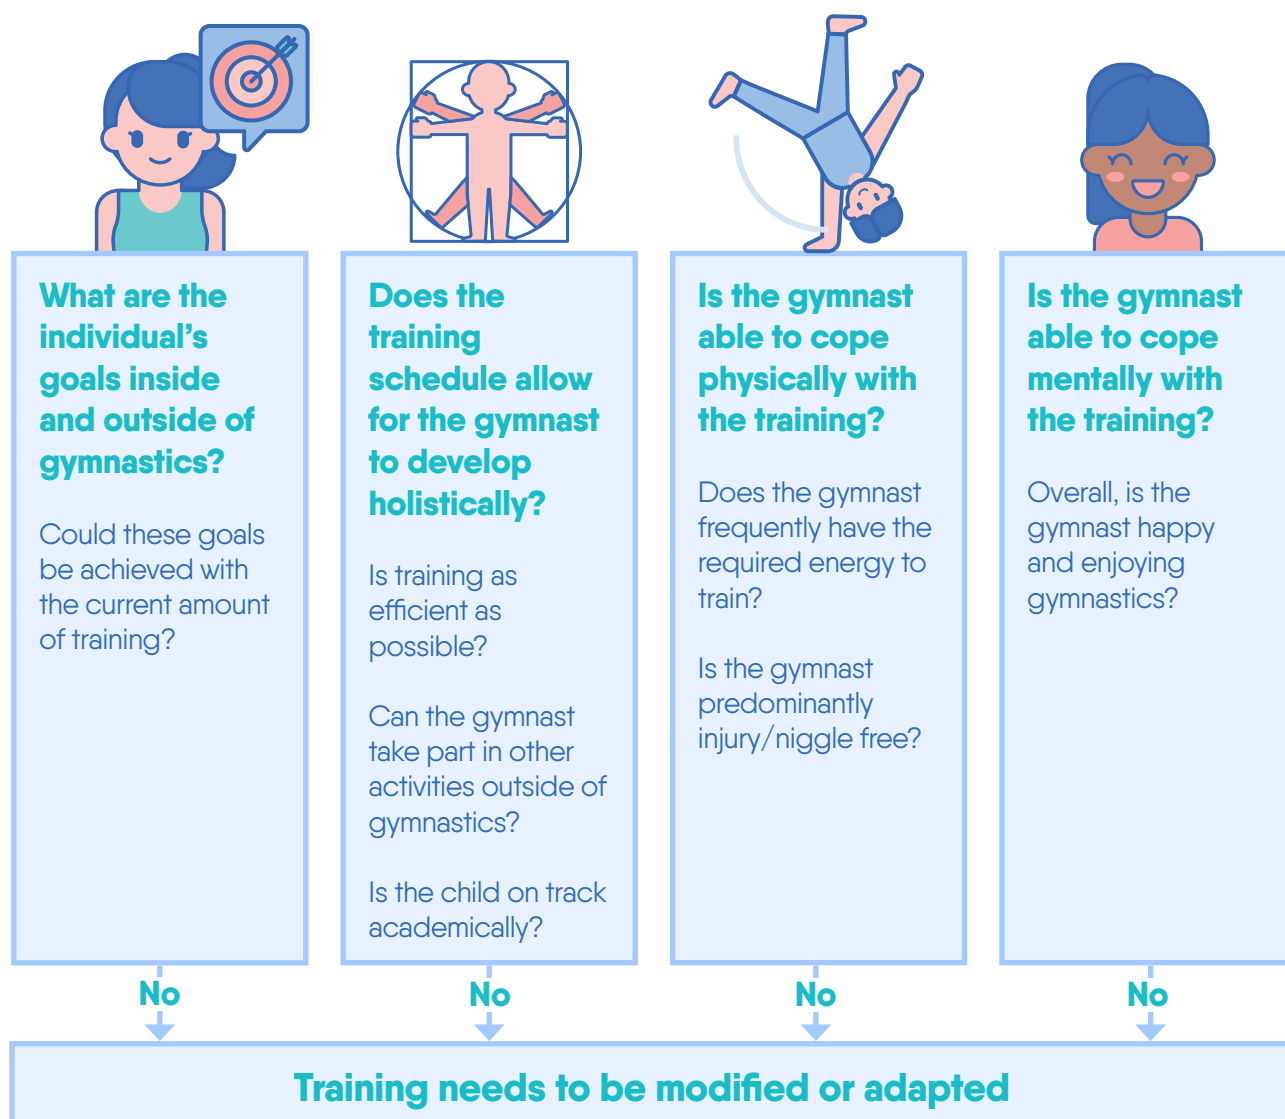 What are the
individual’s
goals inside
and outside of
gymnastics?
Could these goals
be achieved with
the current amount
of training?
Does the
training
schedule allow
for the gymnast
to develop
holistically?
Is training as
efficient as
possible?
Can the gymnast
take part in other
activities outside of
gymnastics?
Is the child on track
academically?
Is the gymnast
able to cope
physically with
the training?
Does the gymnast
frequently have the
required energy to
train?
Is the gymnast
predominantly
injury/niggle free?
Is the gymnast
able to cope
mentally with
the training?
Overall, is the
gymnast happy
and enjoying
gymnastics?
No
No
No
No
Training needs to be modified or adapted